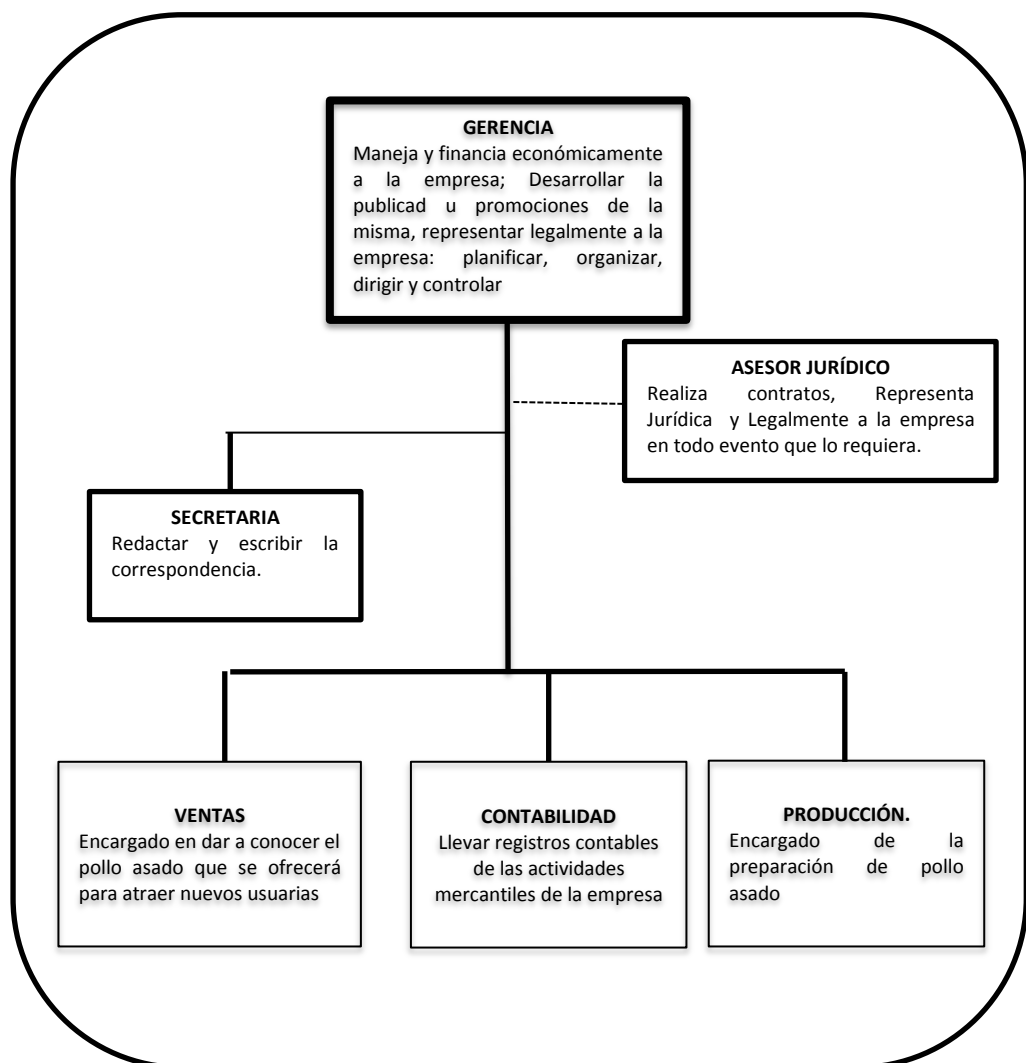 GERENCIA
Maneja y financia económicamente
a la empresa; Desarrollar la
publicad u promociones de la
misma, representar legalmente a la
empresa: planificar, organizar,
dirigir y controlar
ASESOR JURÍDICO
Realiza contratos, Representa
Jurídica y Legalmente a la empresa
en todo evento que lo requiera.
SECRETARIA
Redactar y escribir la
correspondencia.
VENTAS
Encargado en dar a conocer el
pollo asado que se ofrecerá
para atraer nuevos usuarias
CONTABILIDAD
Llevar registros contables
de las actividades
mercantiles de la empresa
PRODUCCIÓN.
Encargado de la
preparación de pollo
asado